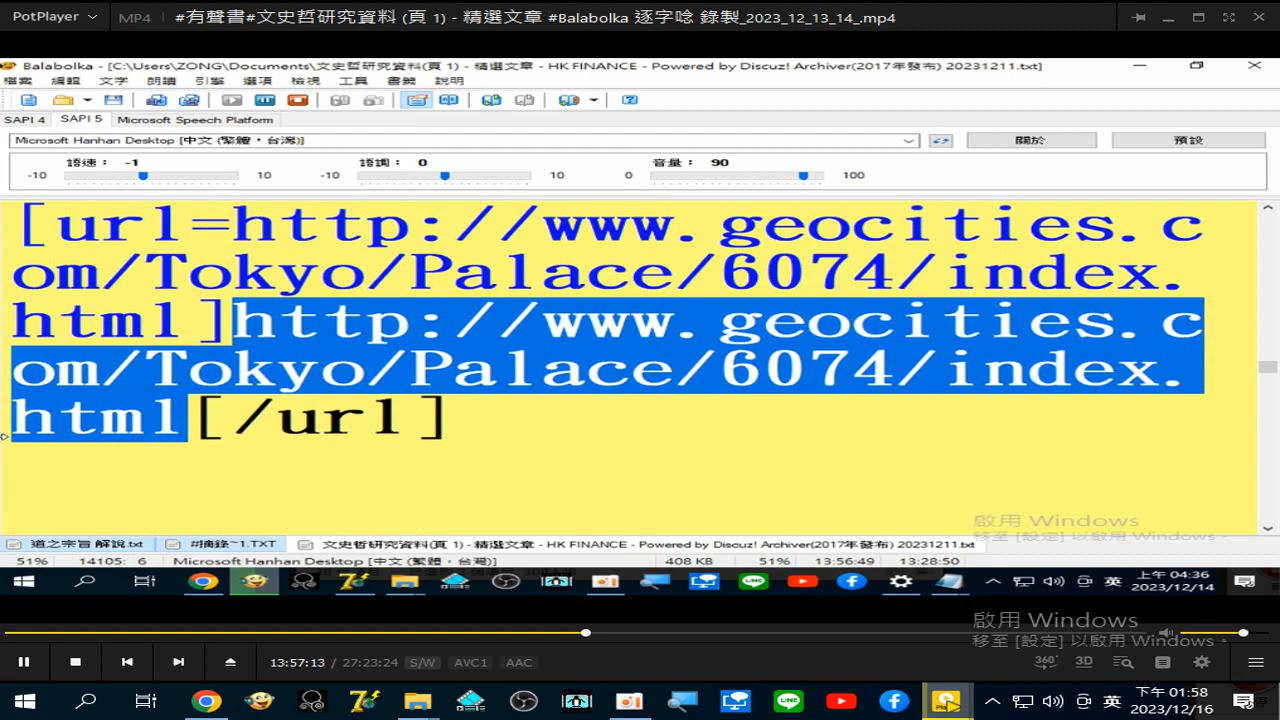 PotPlayer MP4 #有聲書#文史哲研究資料 (頁 1) - 精選文章 #Balabolka 逐字唸 錄製_2023_12_13_14_.mp4
Balabolka - [C:\Users\ZONG\Documents\文史哲研究資料(頁 1) - 精選文章 - HK FINANCE - Powered by Discuz! Archiver(2017年發布) 20231211.txt]
檔案 編輯 文字 朗讀 引擎 選項 檢視 工具 書籤 說明
SAPI 4 SAPI 5 Microsoft Speech Platform
Microsoft Hanhan Desktop [中文 (繁體，台灣)] 關於 預設
語速： -1 語調： 0 音量： 90
-10 10 -10 10 0 100
[url=http://www.geocities.c
om/Tokyo/Palace/6074/index.
html]http://www.geocities.c
om/Tokyo/Palace/6074/index.
html[/url]
啟用 Windows
移至 [設定] 以啟用 Windows。
道之宗旨 解說.txt #摘錄~1.TXT 文史哲研究資料(頁 1) - 精選文章 - HK FINANCE - Powered by Discuz! Archiver(2017年發布) 20231211.txt
51% 14105: 6 Microsoft Hanhan Desktop [中文 (繁體，台灣)] 408 KB 51% 13:56:49 13:28:50
英 上午 04:36
2023/12/14
啟用 Windows
移至 [設定] 以啟用 Windows。
13:57:13 / 27:23:24 S/W AVC1 AAC 360° 3D
英 下午 01:58
2023/12/16